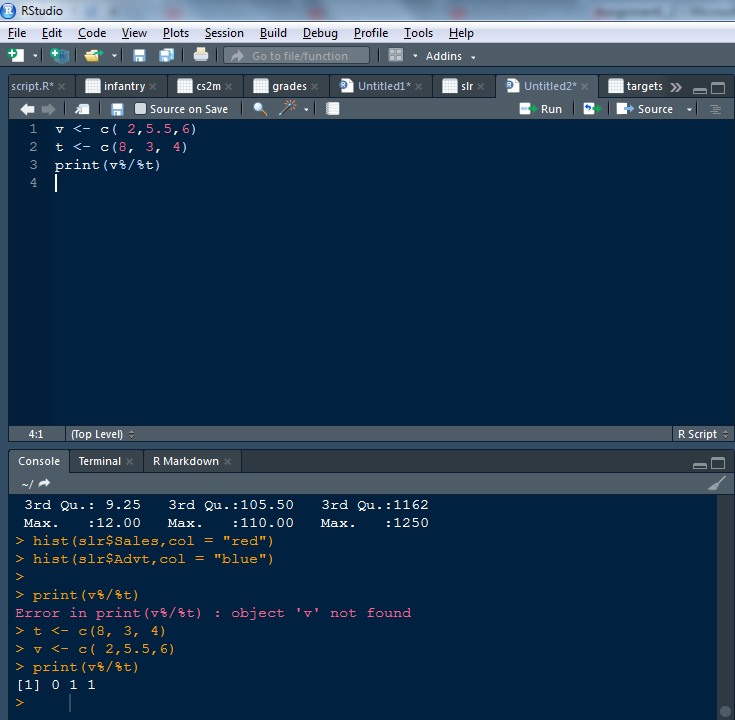 RStudio
File Edit Code View Plots Session Build Debug Profile Tools Help
Go to file/function Addins
script.R* infantry cs2m grades Untitled1* slr Untitled2* targets
Source on Save Run Source
1 v <- c( 2,5.5,6)
2 t <- c(8, 3, 4)
3 print(v%/%t)
4
4:1 (Top Level) R Script
Console Terminal R Markdown
~/
3rd Qu.: 9.25 3rd Qu.:105.50 3rd Qu.:1162
Max. :12.00 Max. :110.00 Max. :1250
> hist(slr$Sales,col = "red")
> hist(slr$Advt,col = "blue")
>
> print(v%/%t)
Error in print(v%/%t) : object 'v' not found
> t <- c(8, 3, 4)
> v <- c( 2,5.5,6)
> print(v%/%t)
[1] 0 1 1
>